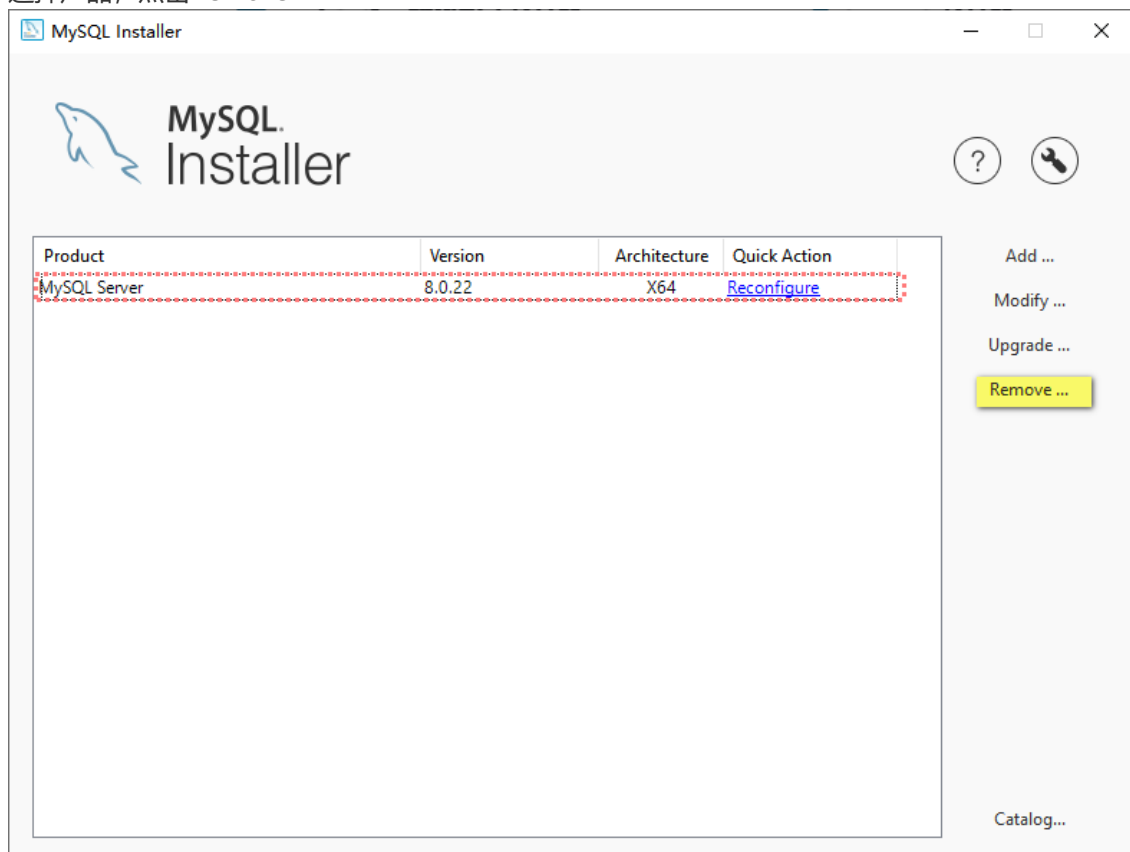 MySQL Installer
MySQL.
Installer
?
Product Version Architecture Quick Action
MySQL Server 8.0.22 X64 Reconfigure
Add ...
Modify ...
Upgrade ...
Remove ...
Catalog...